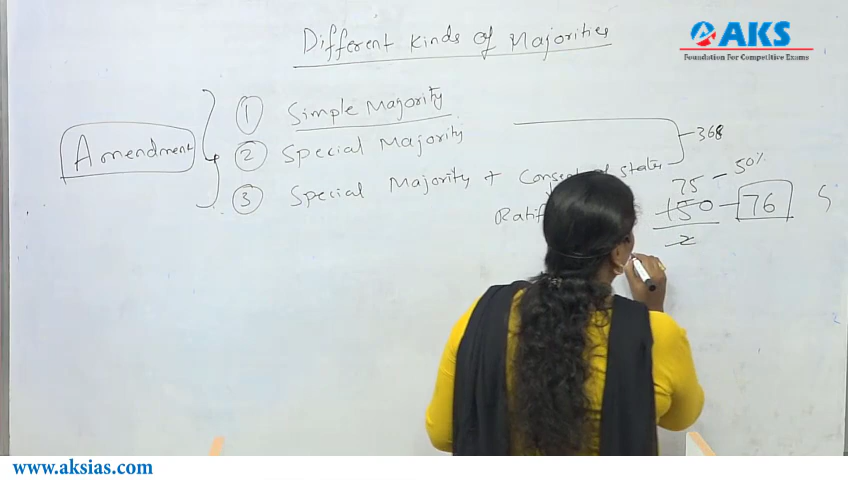 Different Kinds of Majorities
AKS
Foundation For Competitive Exams
Amendment
① Simple Majority
② Special Majority
368
③ Special Majority + Consent of states
75 - 50%
150 - 76
2
www.aksias.com